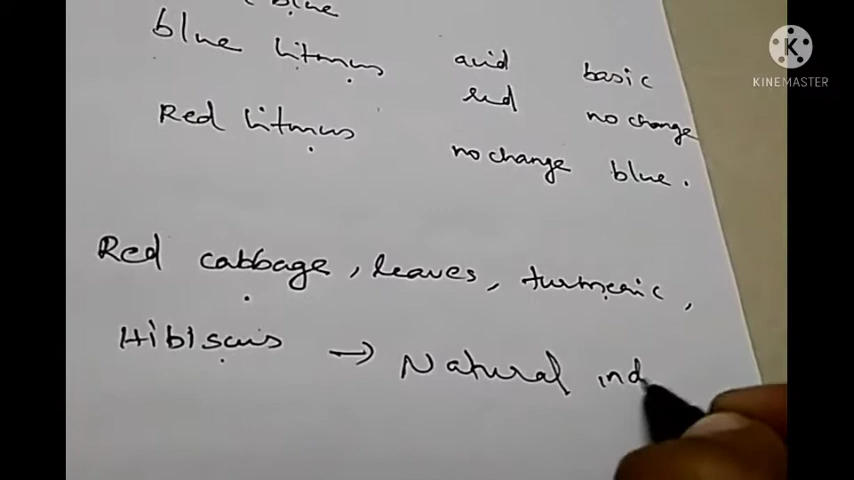 blue
blue litmus acid basic
red no change
Red litmus
no change blue.
Red cabbage, leaves, turmeric,
Hibiscus → Natural ind
K
KINEMASTER